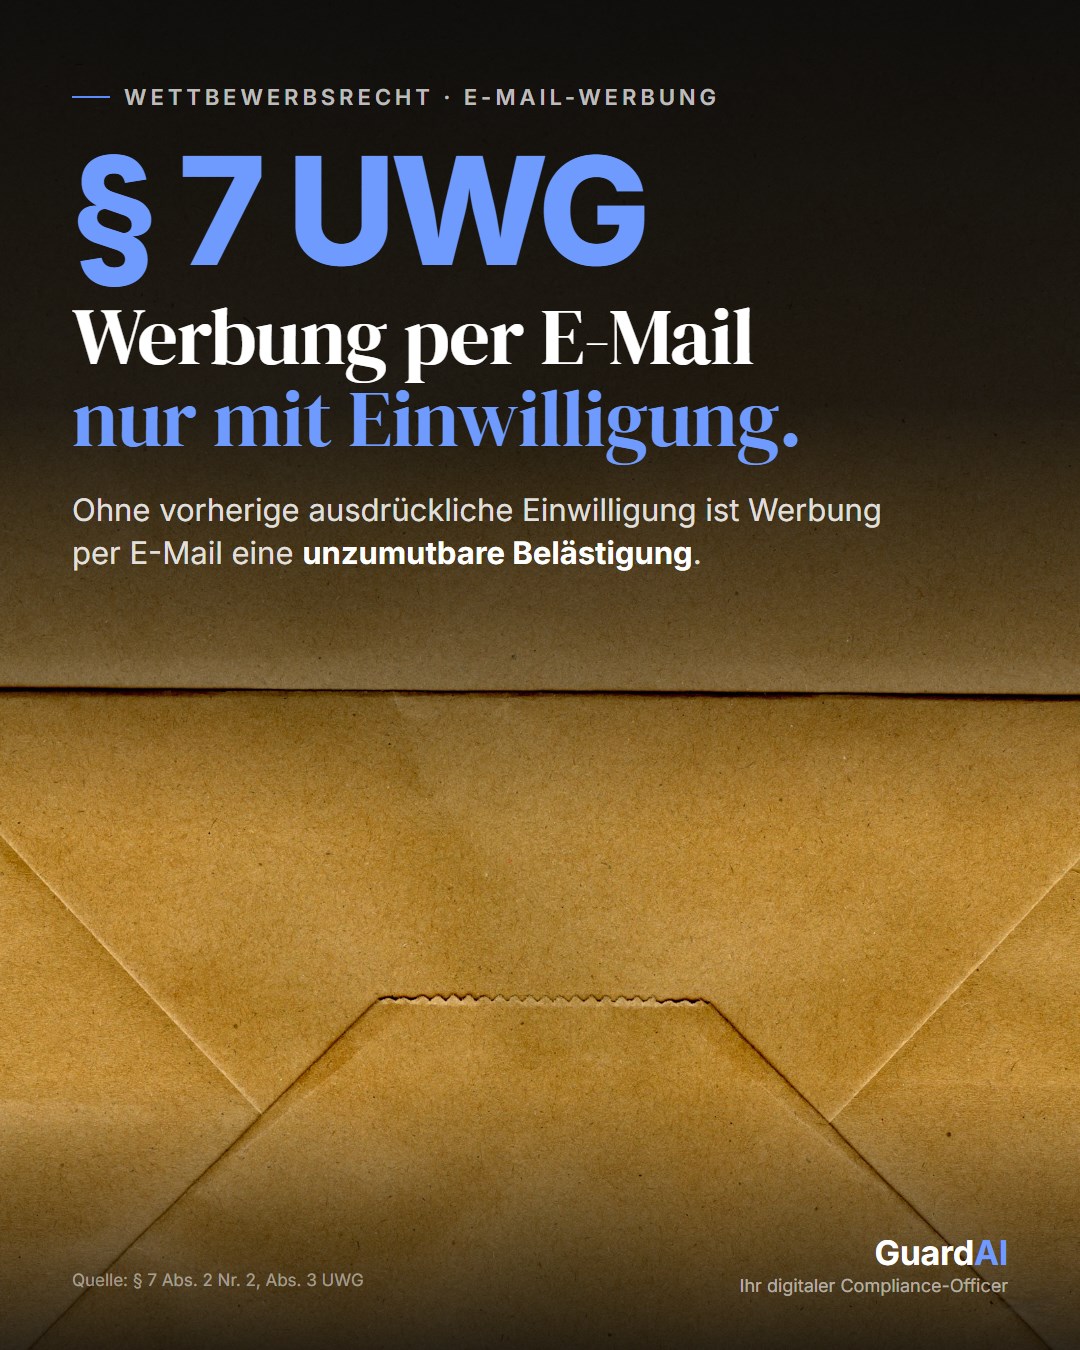 WETTBEWERBSRECHT · E-MAIL-WERBUNG
§ 7 UWG
Werbung per E-Mail
nur mit Einwilligung.
Ohne vorherige ausdrückliche Einwilligung ist Werbung
per E-Mail eine unzumutbare Belästigung.
Quelle: § 7 Abs. 2 Nr. 2, Abs. 3 UWG
GuardAI
Ihr digitaler Compliance-Officer